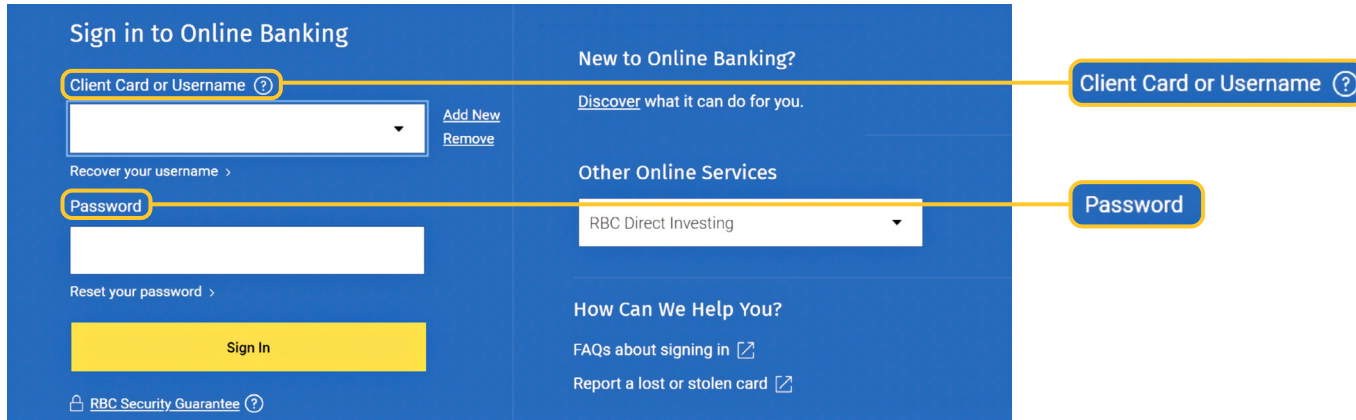 Sign in to Online Banking
Client Card or Username ?
Add New
Remove
Recover your username >
Password
Reset your password >
Sign In
RBC Security Guarantee ?
New to Online Banking?
Discover what it can do for you.
Other Online Services
RBC Direct Investing
How Can We Help You?
FAQs about signing in
Report a lost or stolen card
Client Card or Username ?
Password